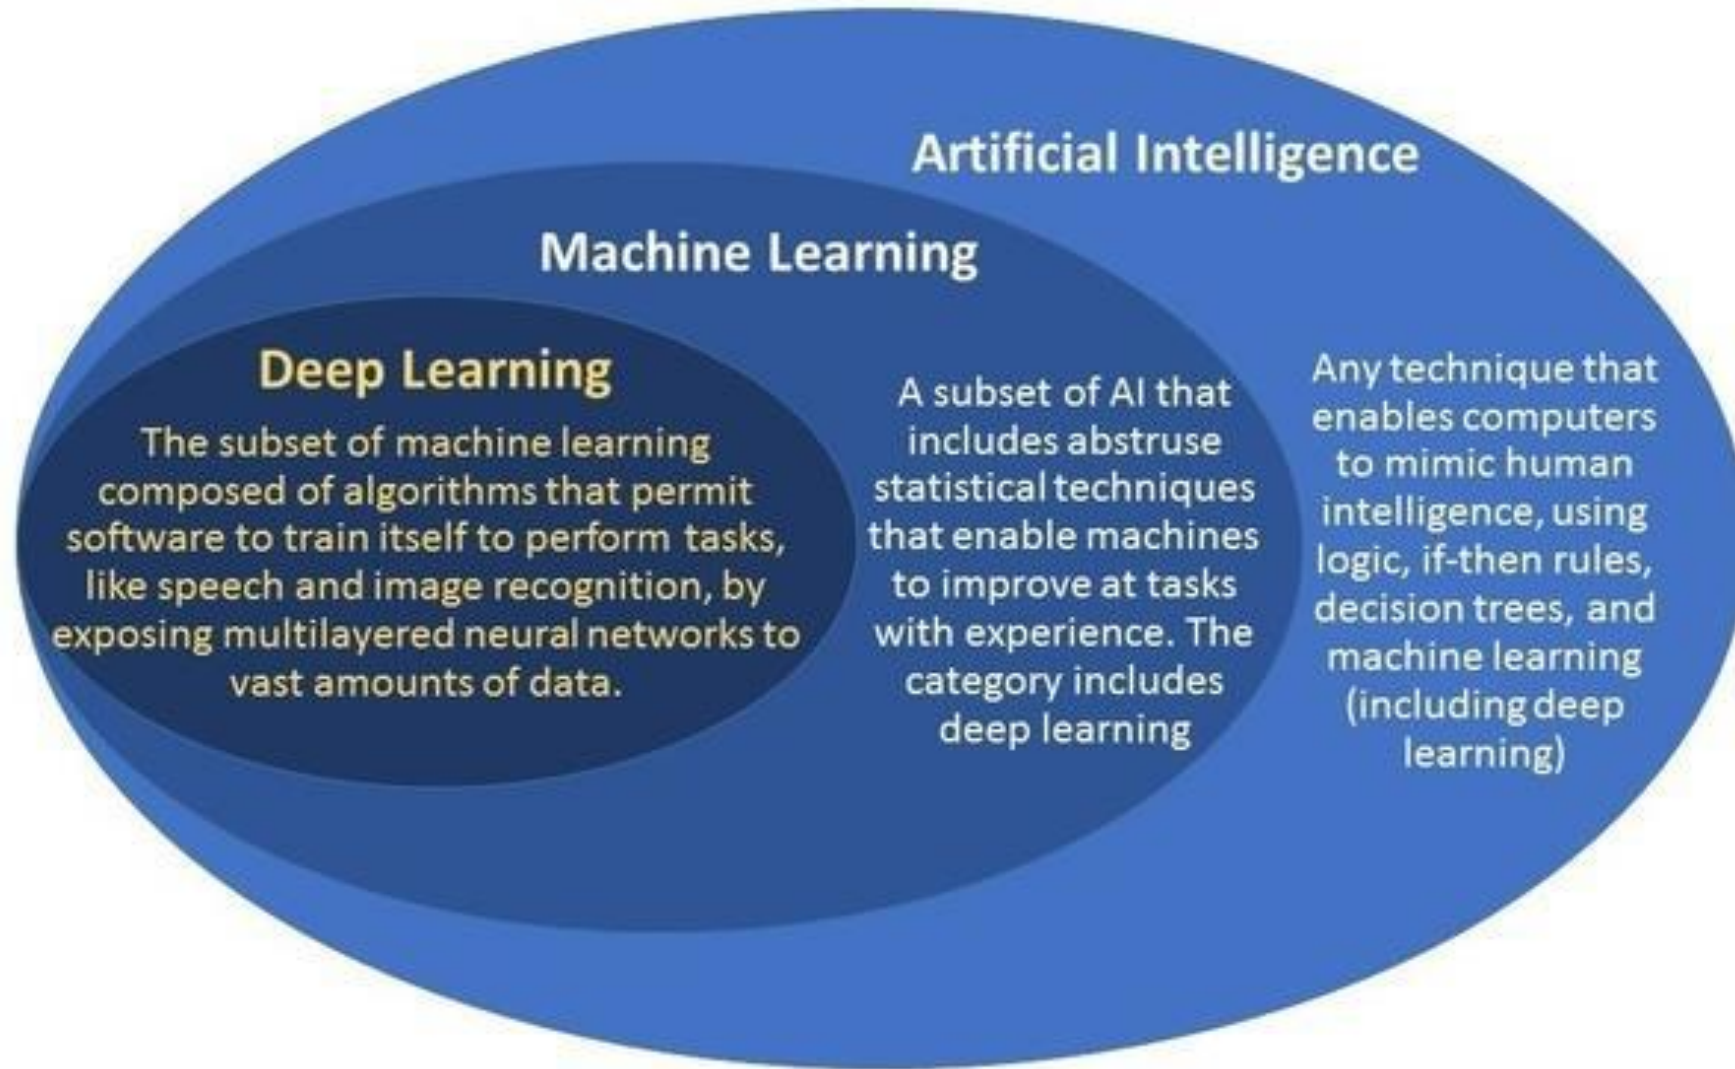 Artificial Intelligence
Machine Learning
Deep Learning
The subset of machine learning
composed of algorithms that permit
software to train itself to perform tasks,
like speech and image recognition, by
exposing multilayered neural networks to
vast amounts of data.
A subset of AI that
includes abstruse
statistical techniques
that enable machines
to improve at tasks
with experience. The
category includes
deep learning
Any technique that
enables computers
to mimic human
intelligence, using
logic, if-then rules,
decision trees, and
machine learning
(including deep
learning)